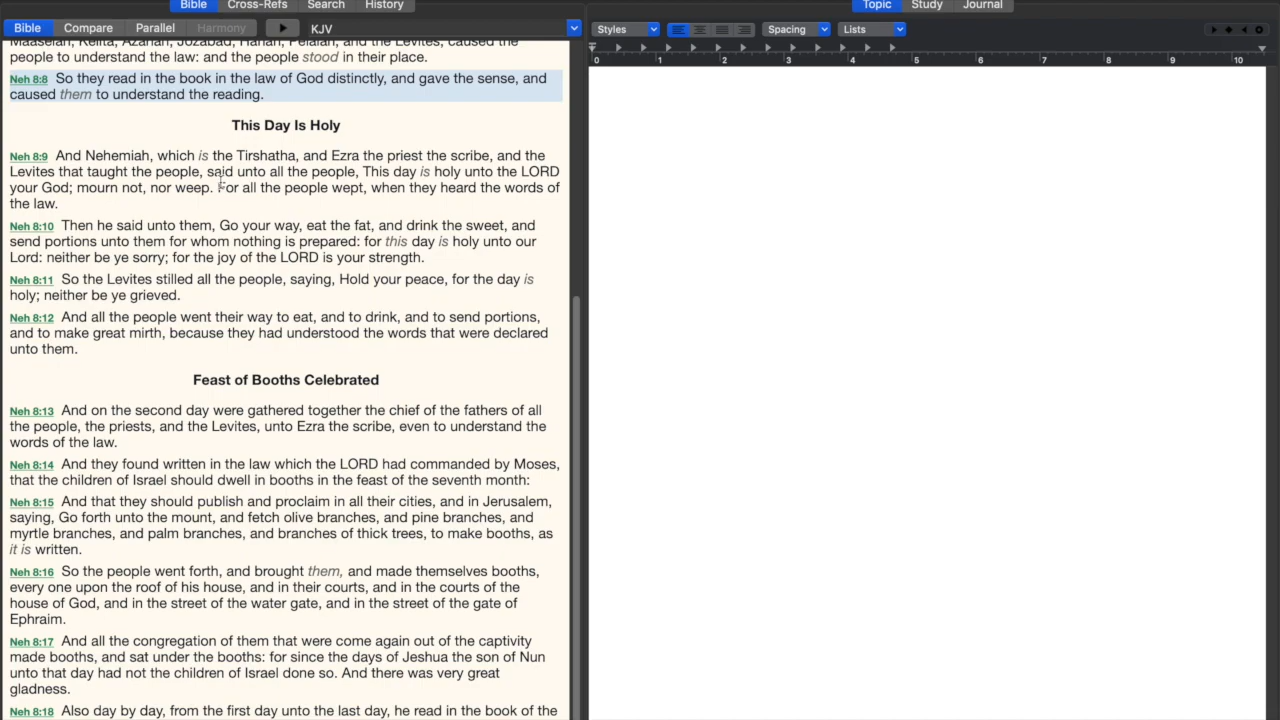 Bible Cross-Refs Search History Topic Study Journal
Bible Compare Parallel Harmony KJV Styles Spacing Lists
0 1 2 3 4 5 6 7 8 9 10
Maaseiah, Kelita, Azariah, Jozabad, Hanan, Pelaiah, and the Levites, caused the
people to understand the law: and the people stood in their place.
Neh 8:8 So they read in the book in the law of God distinctly, and gave the sense, and
caused them to understand the reading.
This Day Is Holy
Neh 8:9 And Nehemiah, which is the Tirshatha, and Ezra the priest the scribe, and the
Levites that taught the people, said unto all the people, This day is holy unto the LORD
your God; mourn not, nor weep. For all the people wept, when they heard the words of
the law.
Neh 8:10 Then he said unto them, Go your way, eat the fat, and drink the sweet, and
send portions unto them for whom nothing is prepared: for this day is holy unto our
Lord: neither be ye sorry; for the joy of the LORD is your strength.
Neh 8:11 So the Levites stilled all the people, saying, Hold your peace, for the day is
holy; neither be ye grieved.
Neh 8:12 And all the people went their way to eat, and to drink, and to send portions,
and to make great mirth, because they had understood the words that were declared
unto them.
Feast of Booths Celebrated
Neh 8:13 And on the second day were gathered together the chief of the fathers of all
the people, the priests, and the Levites, unto Ezra the scribe, even to understand the
words of the law.
Neh 8:14 And they found written in the law which the LORD had commanded by Moses,
that the children of Israel should dwell in booths in the feast of the seventh month:
Neh 8:15 And that they should publish and proclaim in all their cities, and in Jerusalem,
saying, Go forth unto the mount, and fetch olive branches, and pine branches, and
myrtle branches, and palm branches, and branches of thick trees, to make booths, as
it is written.
Neh 8:16 So the people went forth, and brought them, and made themselves booths,
every one upon the roof of his house, and in their courts, and in the courts of the
house of God, and in the street of the water gate, and in the street of the gate of
Ephraim.
Neh 8:17 And all the congregation of them that were come again out of the captivity
made booths, and sat under the booths: for since the days of Jeshua the son of Nun
unto that day had not the children of Israel done so. And there was very great
gladness.
Neh 8:18 Also day by day, from the first day unto the last day, he read in the book of the